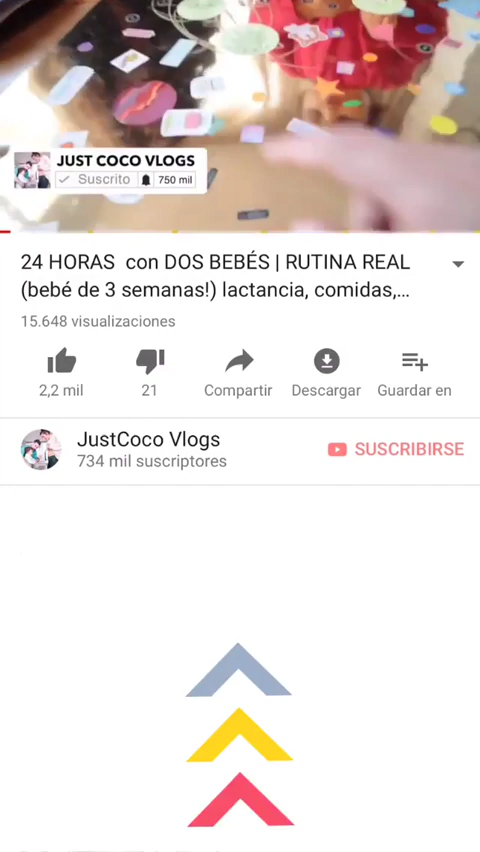 JUST COCO VLOGS
Suscrito 750 mil
24 HORAS con DOS BEBÉS | RUTINA REAL
(bebé de 3 semanas!) lactancia, comidas,...
15.648 visualizaciones
2,2 mil 21 Compartir Descargar Guardar en
JustCoco Vlogs
SUSCRIBIRSE
734 mil suscriptores